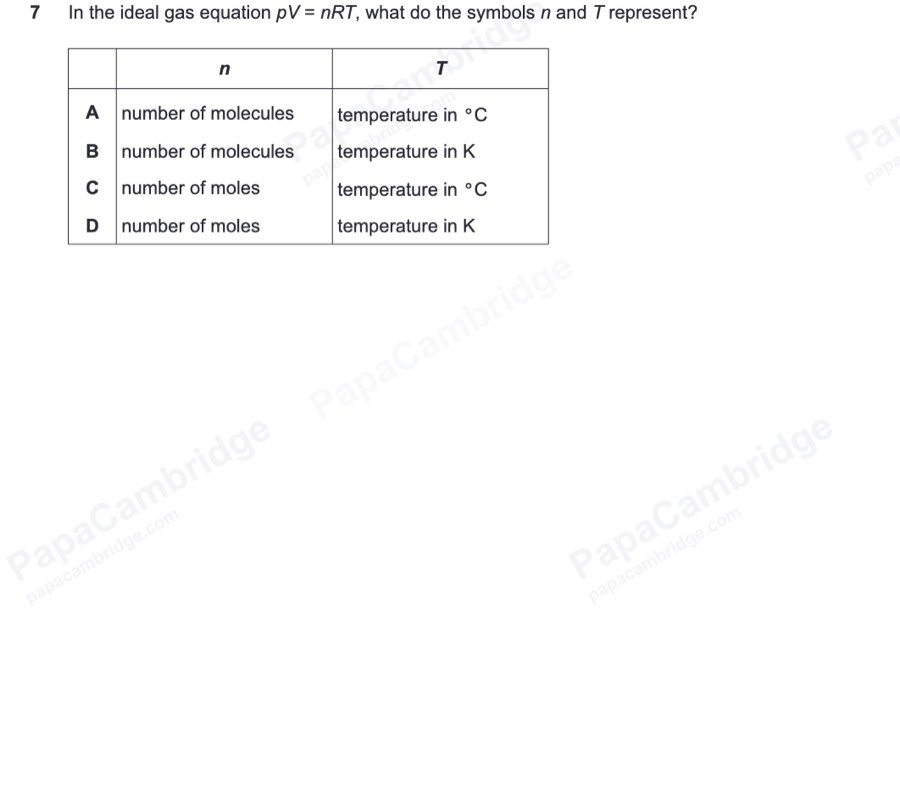 7 In the ideal gas equation pV = nRT, what do the symbols n and T represent?
n T
A number of molecules temperature in °C
B number of molecules temperature in K
C number of moles temperature in °C
D number of moles temperature in K
PapaCambridge
PapaCambridge
papacambridge.com
PapaCambridge
papacambridge.com